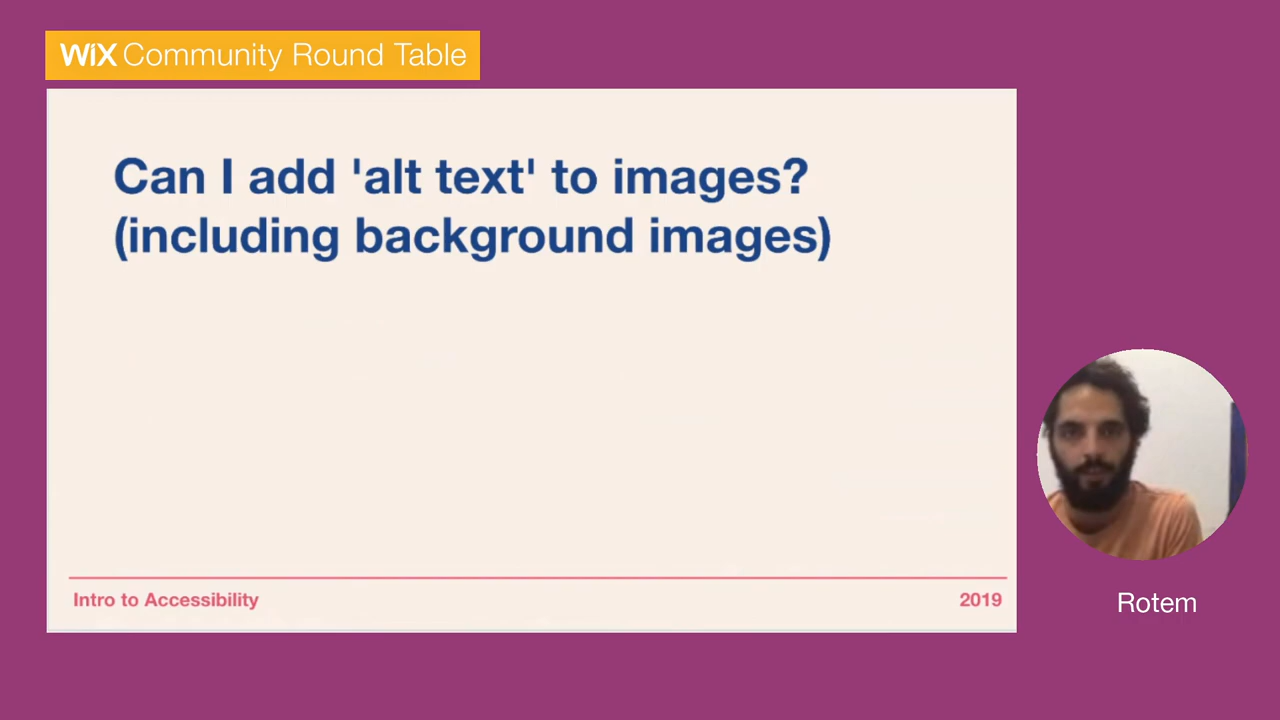 WiX Community Round Table
Can I add 'alt text' to images?
(including background images)
Intro to Accessibility
2019
Rotem